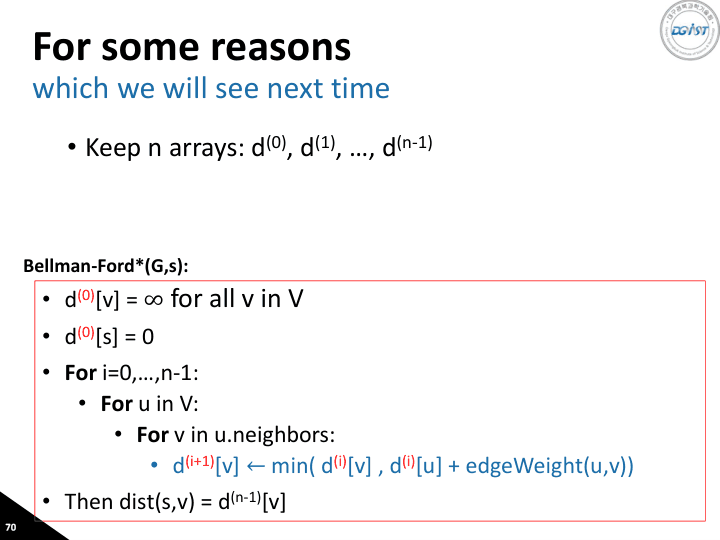 For some reasons
which we will see next time
• Keep n arrays: d(0), d(1), …, d(n-1)
Bellman-Ford*(G,s):
• d(0)[v] = ∞ for all v in V
• d(0)[s] = 0
• For i=0,…,n-1:
• For u in V:
• For v in u.neighbors:
• d(i+1)[v] ← min( d(i)[v] , d(i)[u] + edgeWeight(u,v))
• Then dist(s,v) = d(n-1)[v]
70